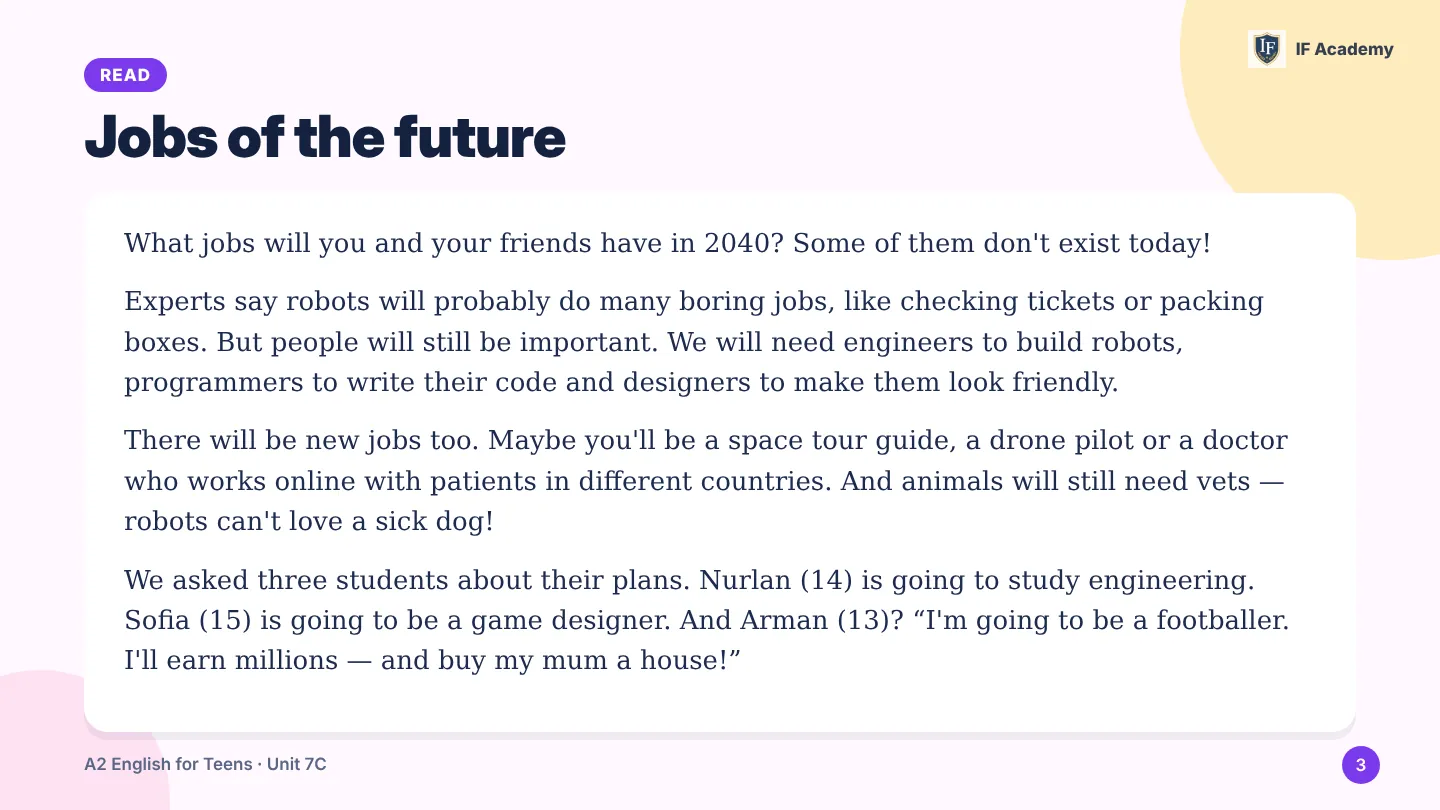 IF IF Academy
READ
Jobs of the future
What jobs will you and your friends have in 2040? Some of them don't exist today!
Experts say robots will probably do many boring jobs, like checking tickets or packing
boxes. But people will still be important. We will need engineers to build robots,
programmers to write their code and designers to make them look friendly.
There will be new jobs too. Maybe you'll be a space tour guide, a drone pilot or a doctor
who works online with patients in different countries. And animals will still need vets —
robots can't love a sick dog!
We asked three students about their plans. Nurlan (14) is going to study engineering.
Sofia (15) is going to be a game designer. And Arman (13)? “I'm going to be a footballer.
I'll earn millions — and buy my mum a house!”
A2 English for Teens · Unit 7C
3